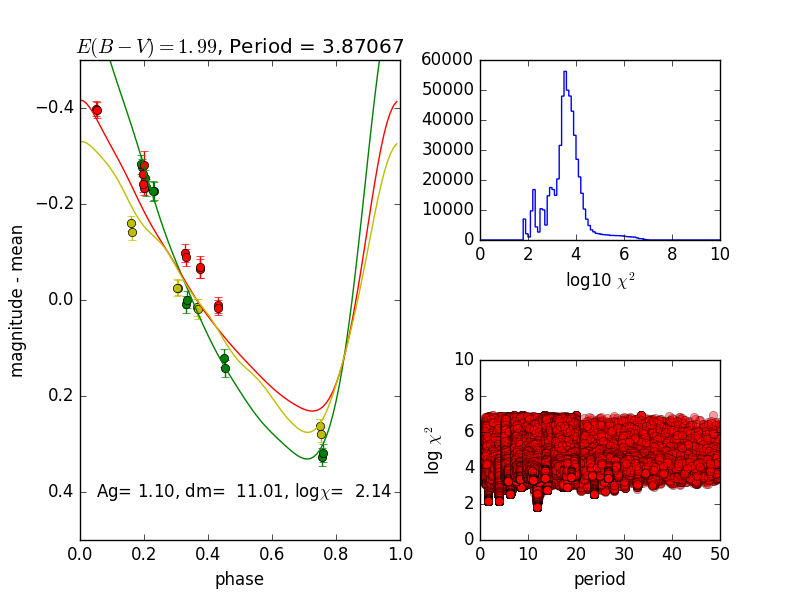 E(B−V) = 1.99, Period = 3.87067
−0.4
−0.2
0.0
0.2
0.4
magnitude - mean
Ag= 1.10, dm= 11.01, logχ= 2.14
0.0 0.2 0.4 0.6 0.8 1.0
phase
60000
50000
40000
30000
20000
10000
0
0 2 4 6 8 10
log10 χ²
10
8
6
4
2
0
log χ²
0 10 20 30 40 50
period